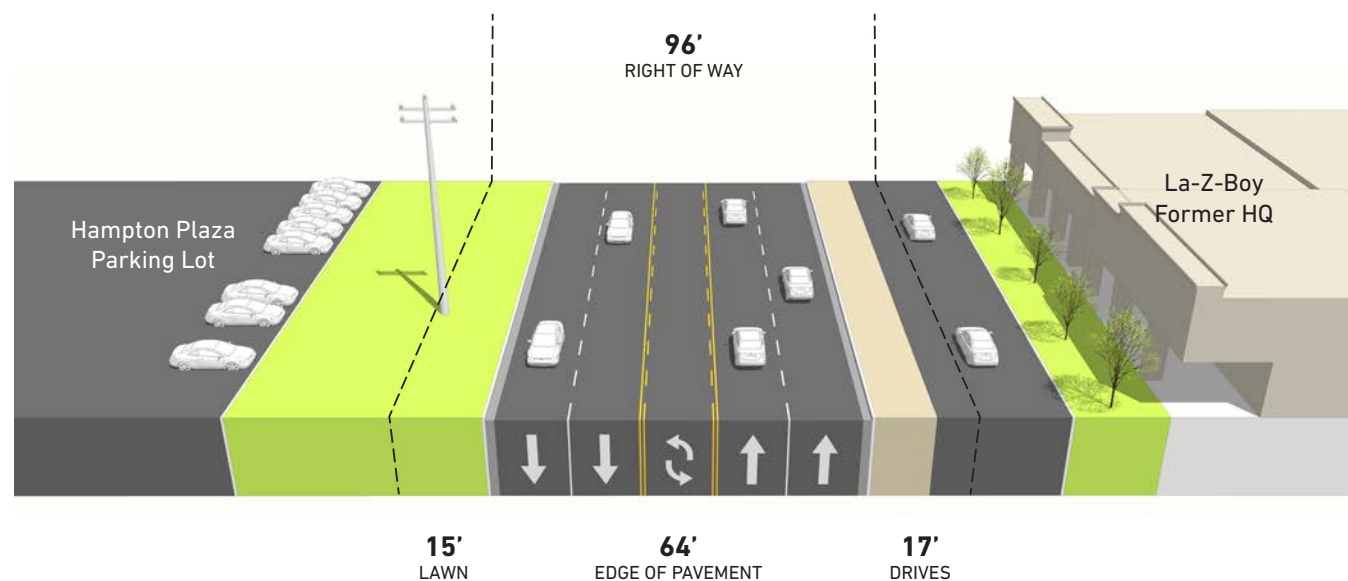 96’
RIGHT OF WAY
Hampton Plaza
Parking Lot
La-Z-Boy
Former HQ
15’
LAWN
64’
EDGE OF PAVEMENT
17’
DRIVES